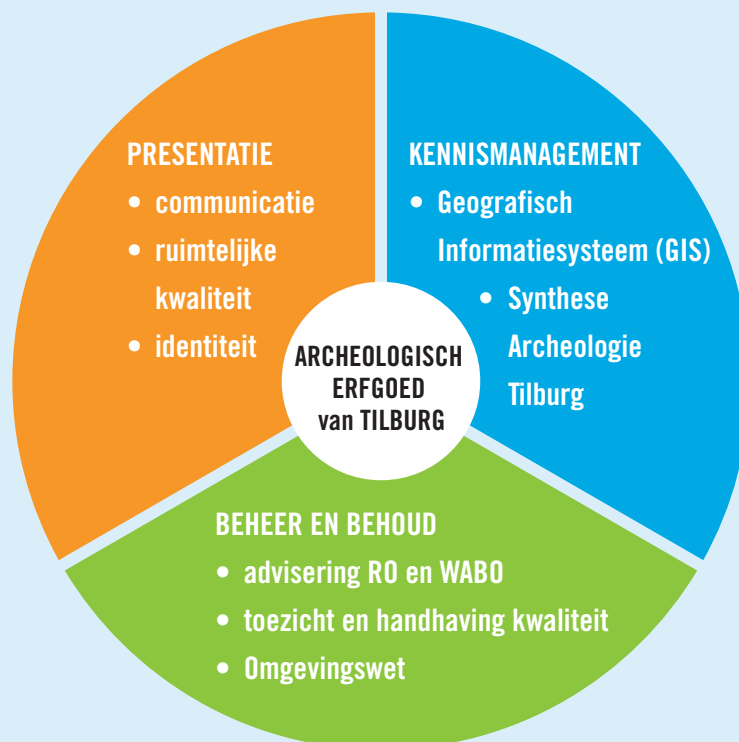 PRESENTATIE
• communicatie
• ruimtelijke
kwaliteit
• identiteit
KENNISMANAGEMENT
• Geografisch
Informatiesysteem (GIS)
• Synthese
Archeologie
Tilburg
ARCHEOLOGISCH
ERFGOED
van TILBURG
BEHEER EN BEHOUD
• advisering RO en WABO
• toezicht en handhaving kwaliteit
• Omgevingswet